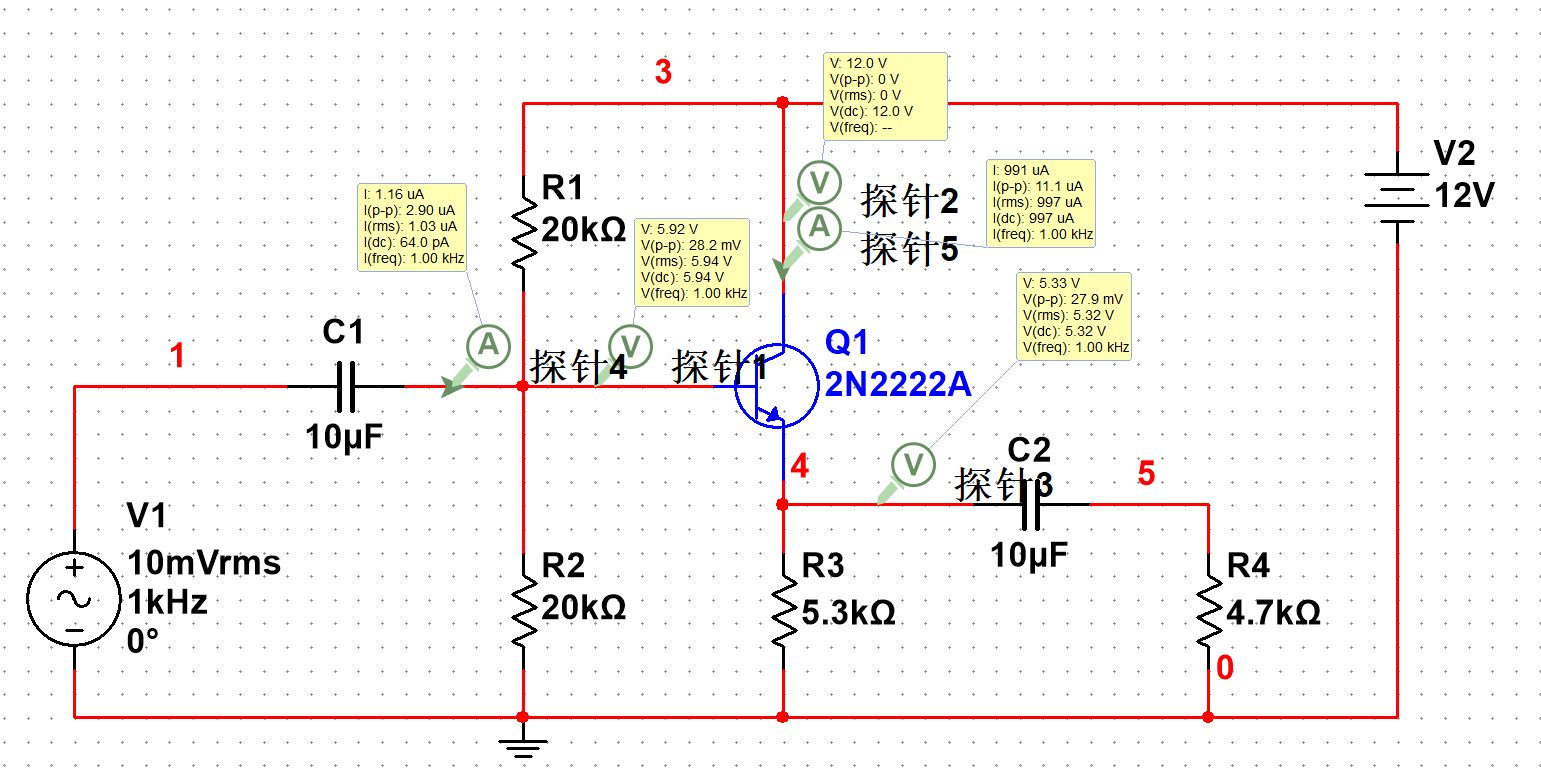 3
V: 12.0 V
V(p-p): 0 V
V(rms): 0 V
V(dc): 12.0 V
V(freq): --
V2
12V
R1
20kΩ
I: 1.16 uA
I(p-p): 2.90 uA
I(rms): 1.03 uA
I(dc): 64.0 pA
I(freq): 1.00 kHz
V: 5.92 V
V(p-p): 28.2 mV
V(rms): 5.94 V
V(dc): 5.94 V
V(freq): 1.00 kHz
V
探针2
A
探针5
I: 991 uA
I(p-p): 11.1 uA
I(rms): 997 uA
I(dc): 997 uA
I(freq): 1.00 kHz
V: 5.33 V
V(p-p): 27.9 mV
V(rms): 5.32 V
V(dc): 5.32 V
V(freq): 1.00 kHz
1
C1
10µF
A
探针4
V
探针1
Q1
2N2222A
4
V
探针3
C2
10µF
5
V1
10mVrms
1kHz
0°
R2
20kΩ
R3
5.3kΩ
R4
4.7kΩ
0